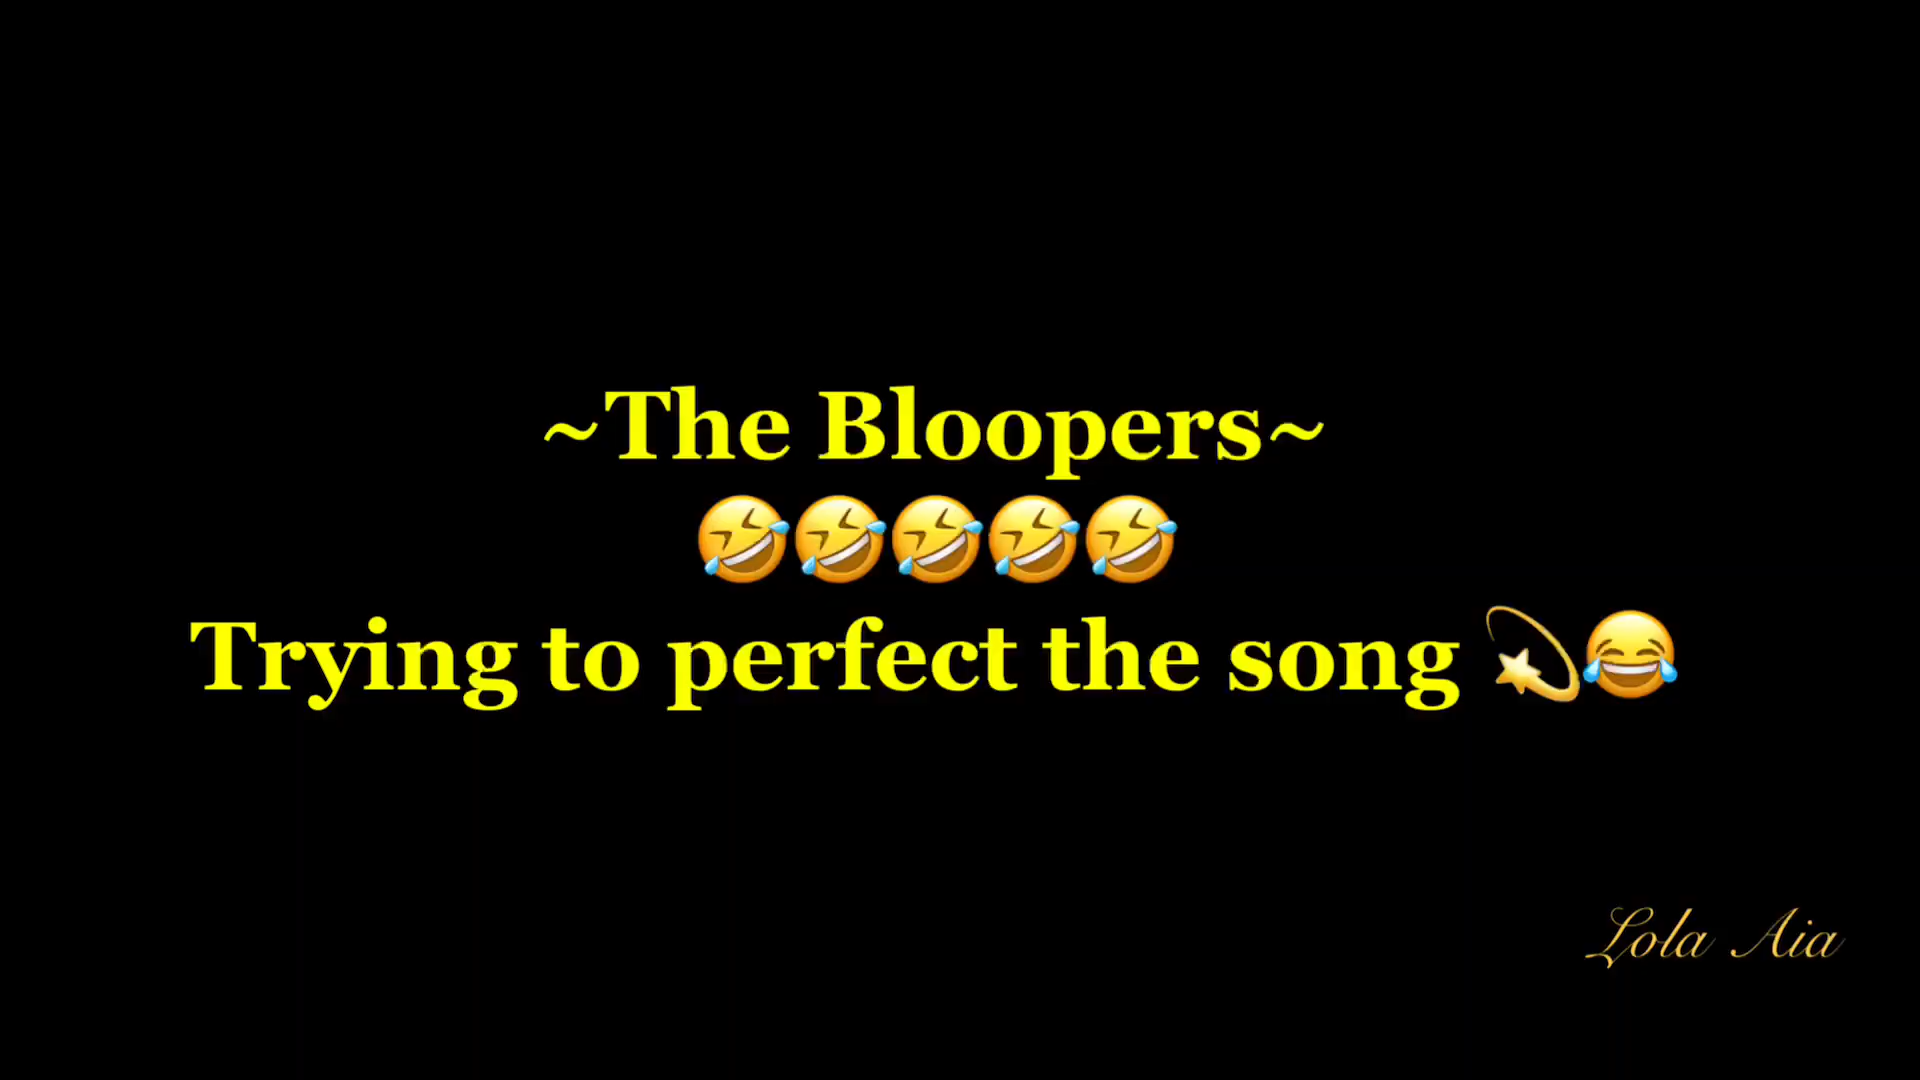 ~The Bloopers~
🤣🤣🤣🤣🤣
Trying to perfect the song 💫😂
Lola Aia